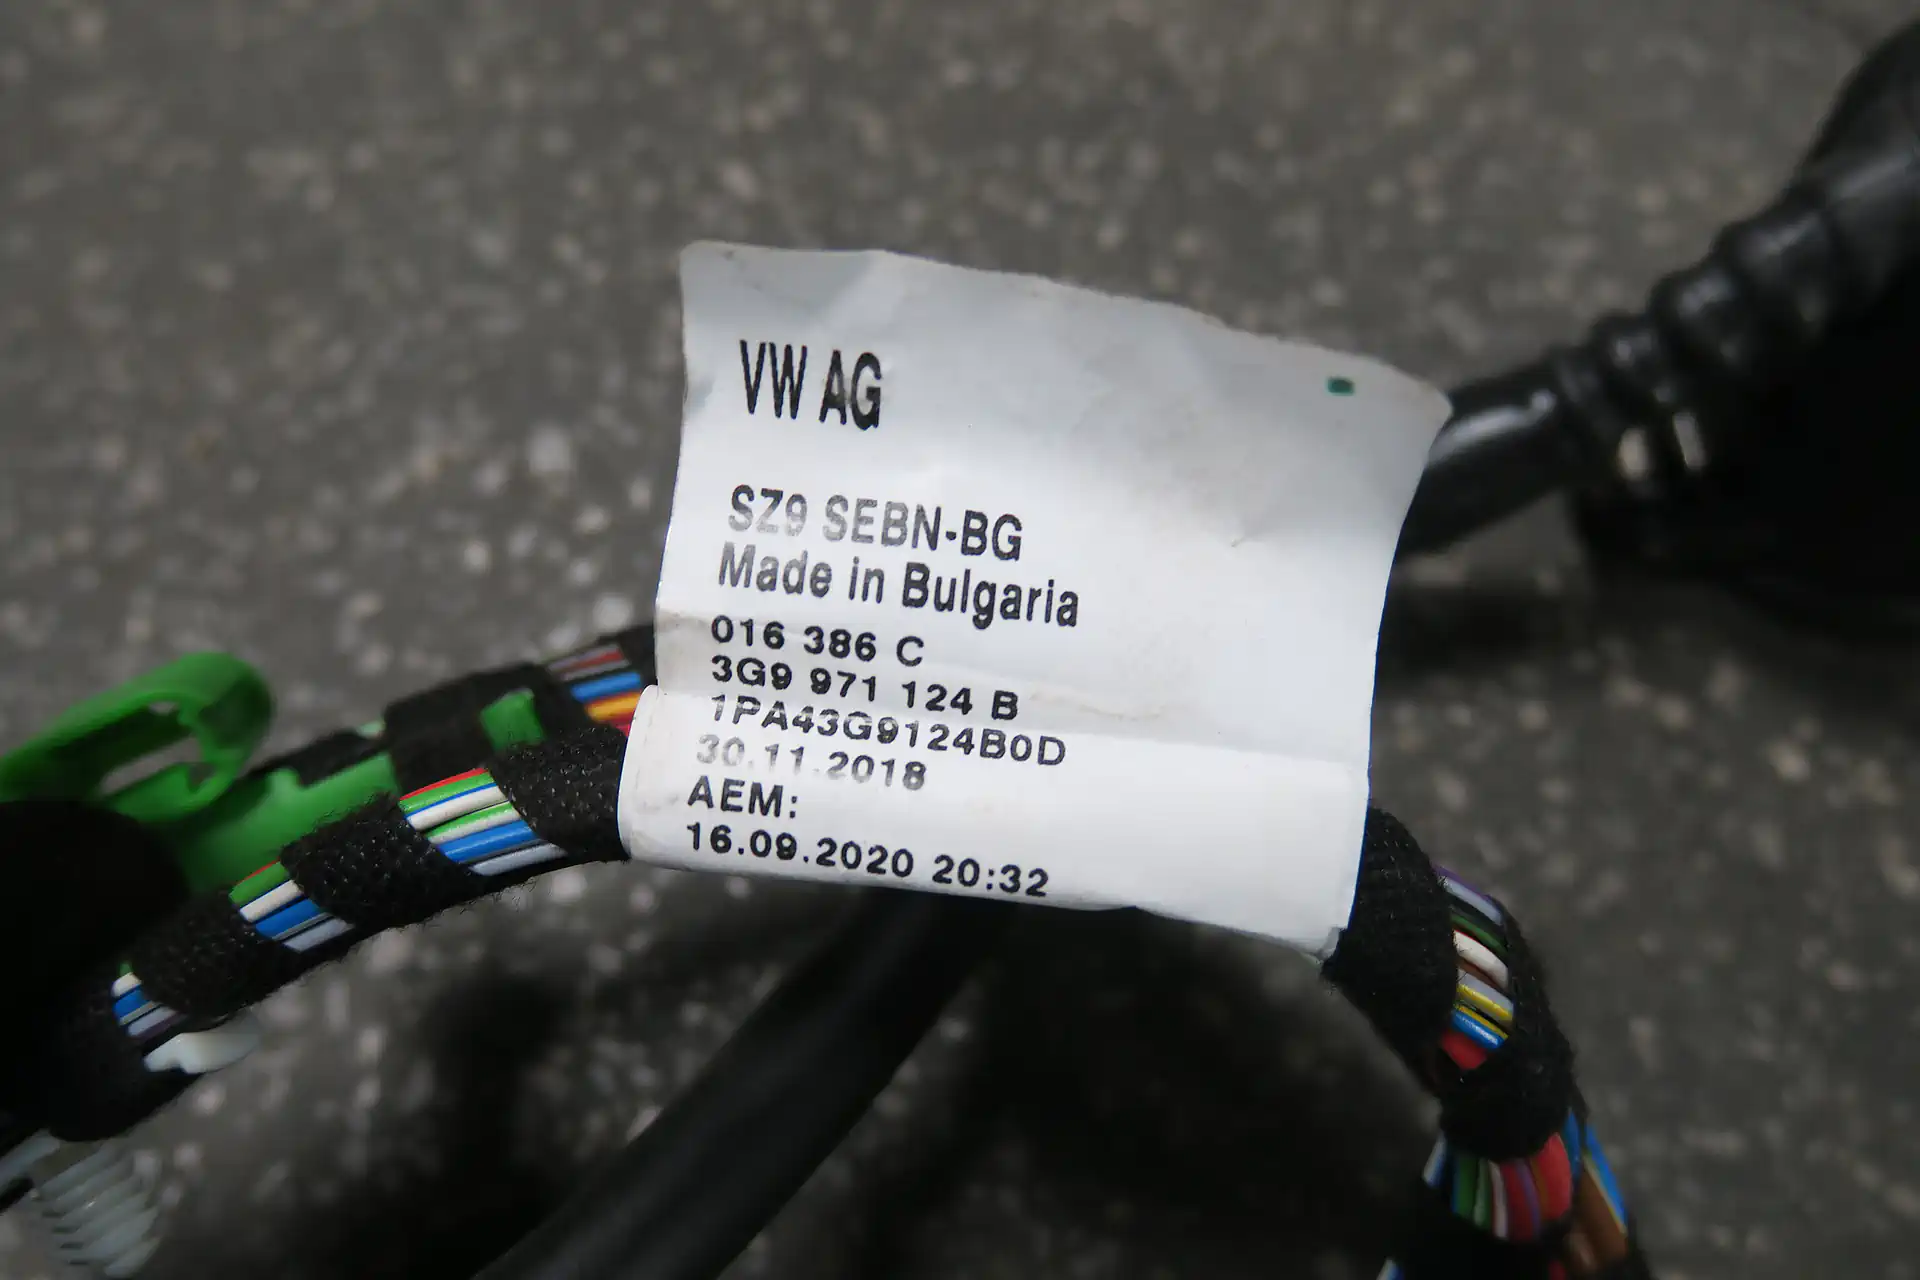 VW AG
SZ9 SEBN-BG
Made in Bulgaria
016 386 C
3G9 971 124 B
1PA43G9124B0D
30.11.2018
AEM:
16.09.2020 20:32